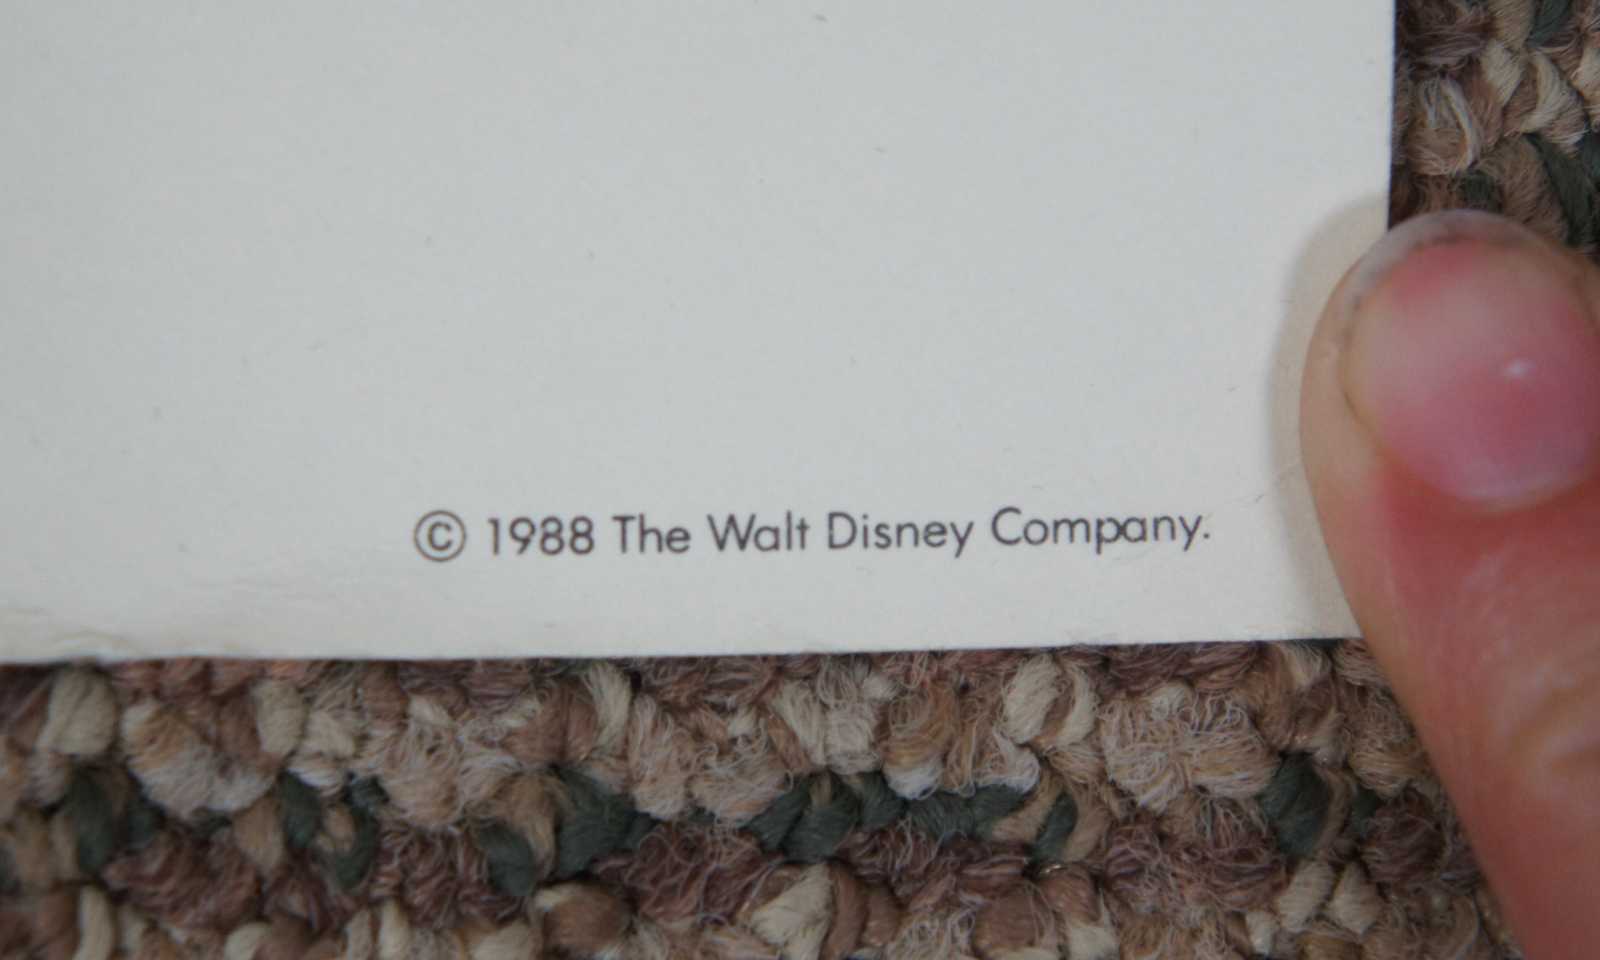 © 1988 The Walt Disney Company.